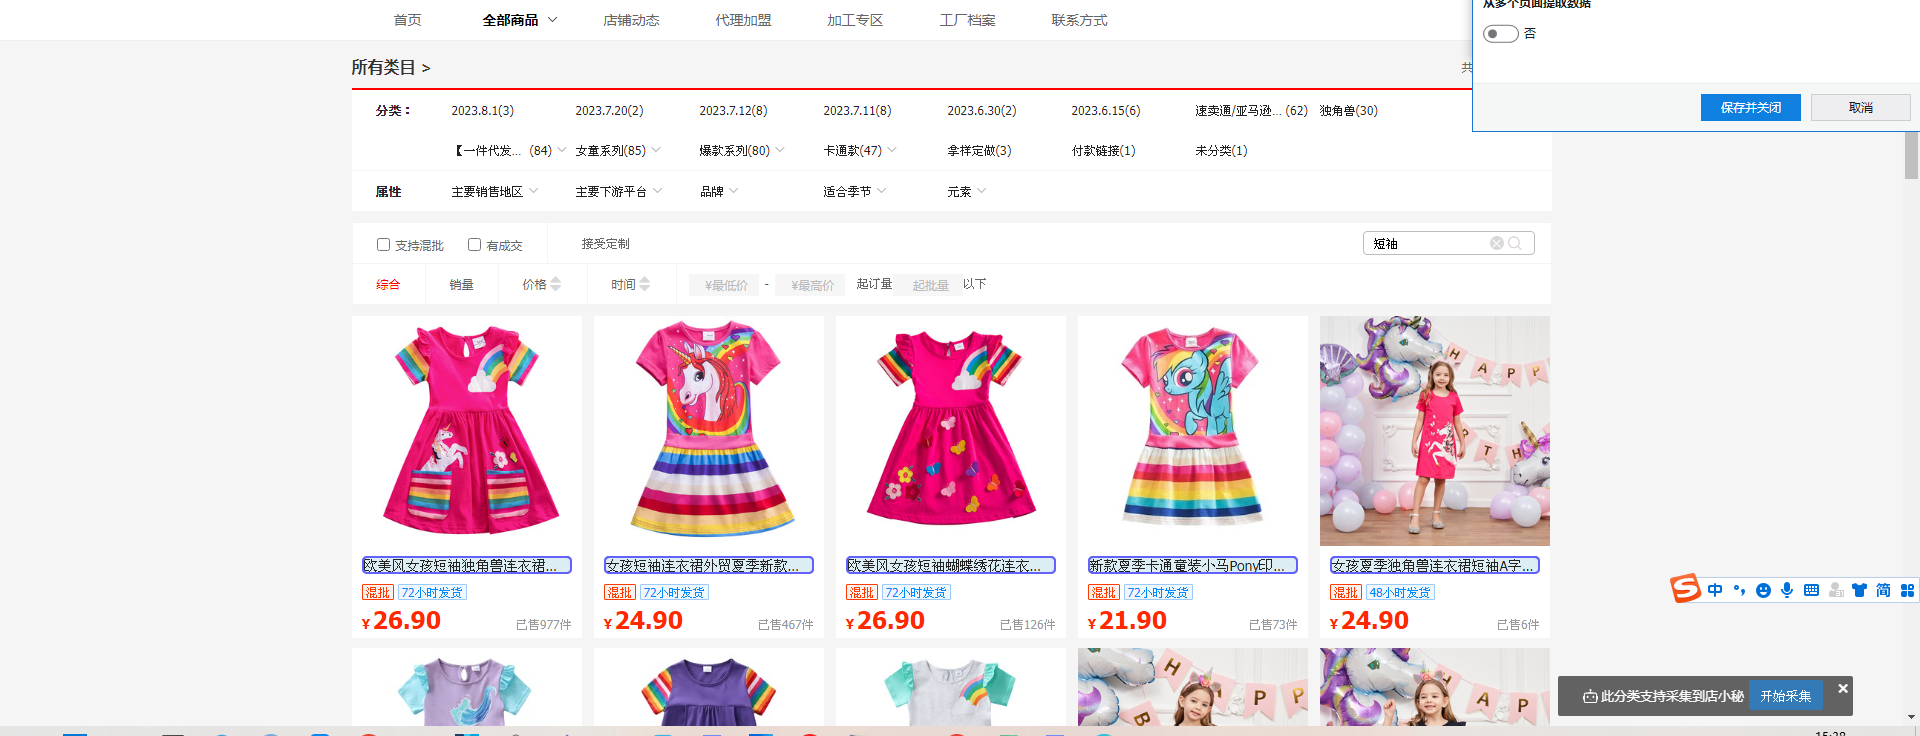 首页 全部商品 店铺动态 代理加盟 加工专区 工厂档案 联系方式
从多个页面提取数据
否
所有类目 >
共
保存并关闭 取消
分类： 2023.8.1(3) 2023.7.20(2) 2023.7.12(8) 2023.7.11(8) 2023.6.30(2) 2023.6.15(6) 速卖通/亚马逊... (62) 独角兽(30)
【一件代发... (84) 女童系列(85) 爆款系列(80) 卡通款(47) 拿样定做(3) 付款链接(1) 未分类(1)
属性 主要销售地区 主要下游平台 品牌 适合季节 元素
支持混批 有成交 接受定制 短袖
综合 销量 价格 时间 ¥最低价 - ¥最高价 起订量 起批量 以下
HAPP
A
TH
欧美风女孩短袖独角兽连衣裙... 女孩短袖连衣裙外贸夏季新款... 欧美风女孩短袖蝴蝶绣花连衣... 新款夏季卡通童装小马Pony印... 女孩夏季独角兽连衣裙短袖A字...
混批 72小时发货 混批 72小时发货 混批 72小时发货 混批 72小时发货 混批 48小时发货
¥26.90 已售977件 ¥24.90 已售467件 ¥26.90 已售126件 ¥21.90 已售73件 ¥24.90 已售6件
S 中 简
HAPP HAP
B
此分类支持采集到店小秘 开始采集
15:38